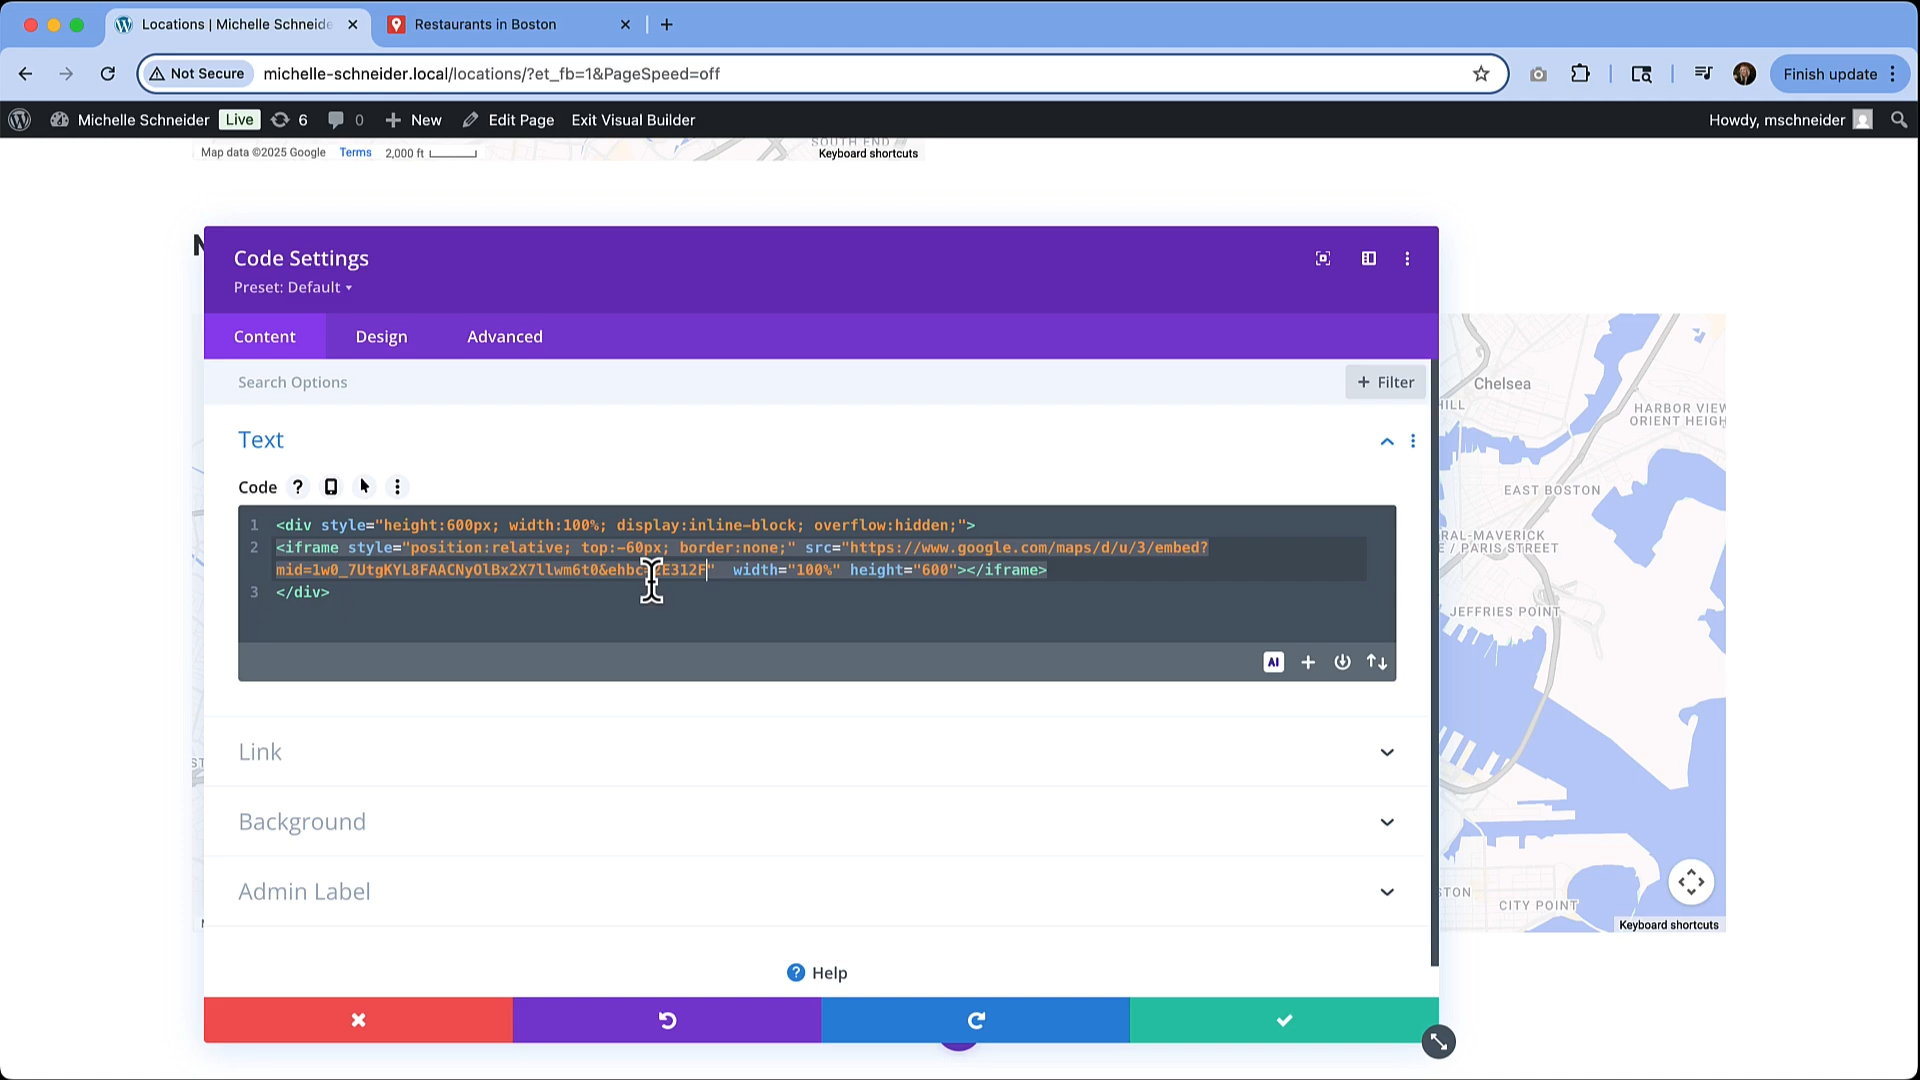 Locations | Michelle Schneide
Restaurants in Boston
Not Secure
michelle-schneider.local/locations/?et_fb=1&PageSpeed=off
Finish update
Michelle Schneider
Live
6
0
New
Edit Page
Exit Visual Builder
Howdy, mschneider
Map data ©2025 Google
Terms
2,000 ft
SOUTH END
Keyboard shortcuts
Code Settings
Preset: Default
Content
Design
Advanced
Search Options
+ Filter
Text
Code
1 <div style="height:600px; width:100%; display:inline-block; overflow:hidden;">
2 <iframe style="position:relative; top:-60px; border:none;" src="https://www.google.com/maps/d/u/3/embed?
mid=1w0_7UtgKYL8FAACNyOlBx2X7llwm6t0&ehbc E312F" width="100%" height="600"></iframe>
3 </div>
AI
Link
Background
Admin Label
Help
Chelsea
HILL
HARBOR VIEW
ORIENT HEIGH
EAST BOSTON
RAL-MAVERICK
E / PARIS STREET
JEFFRIES POINT
STON
CITY POINT
Keyboard shortcuts